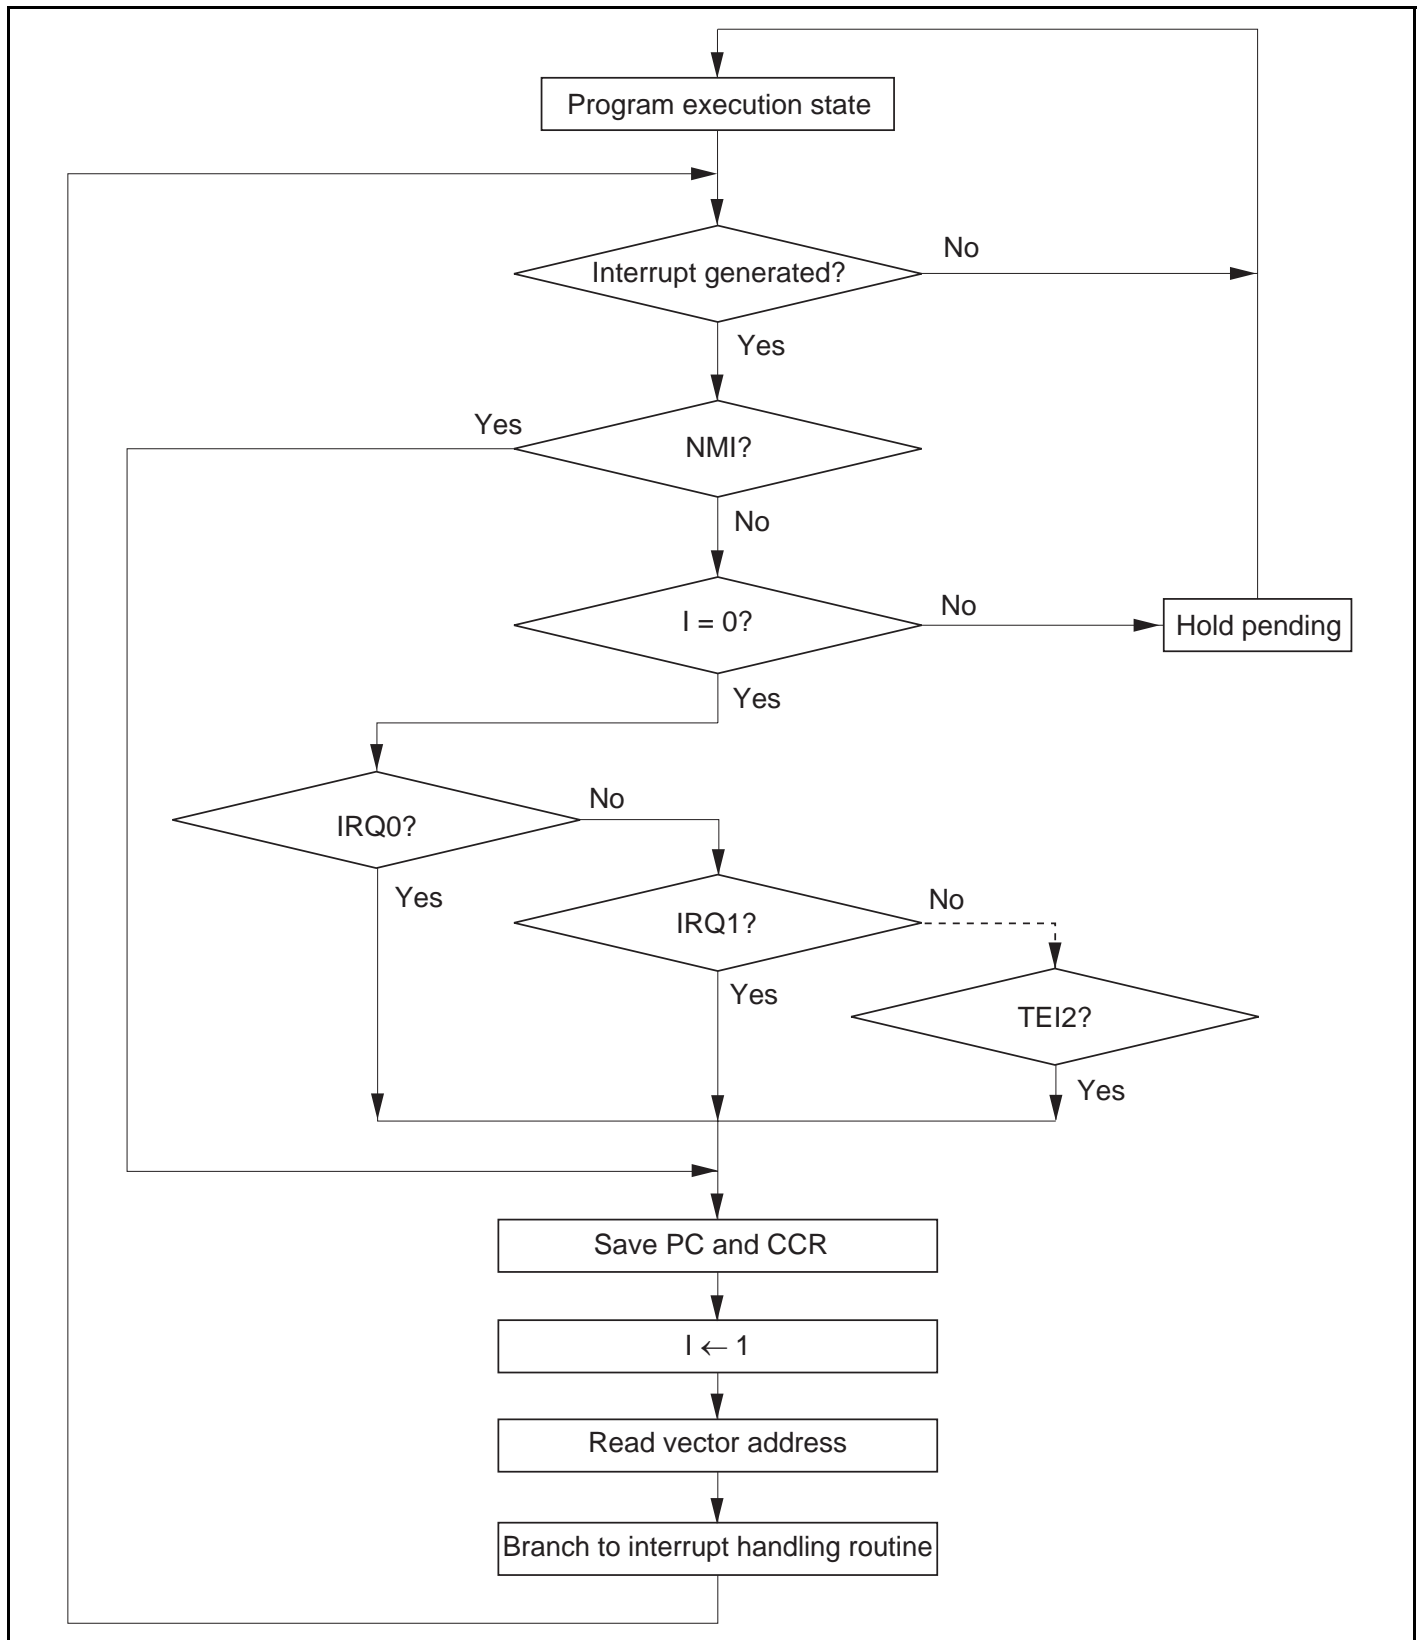 Program execution state
Interrupt generated?
No
Yes
Yes
NMI?
No
I = 0?
No
Hold pending
Yes
IRQ0?
No
Yes
IRQ1?
No
Yes
TEI2?
Yes
Save PC and CCR
I ← 1
Read vector address
Branch to interrupt handling routine